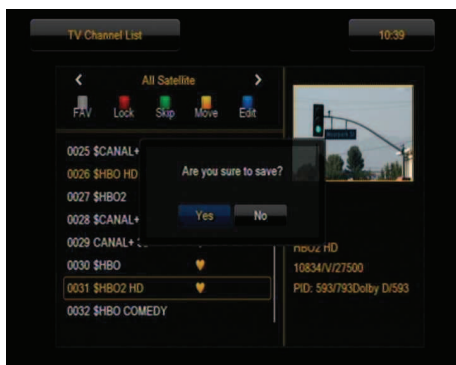 TV Channel List
10:39
All Satellite
FAV Lock Skip Move Edit
0025 $CANAL+
0026 $HBO HD
0027 $HBO2
0028 $CANAL+
0029 CANAL+
0030 $HBO
0031 $HBO2 HD
0032 $HBO COMEDY
Are you sure to save?
Yes No
HBO2 HD
10834/V/27500
PID: 593/793Dolby D/593